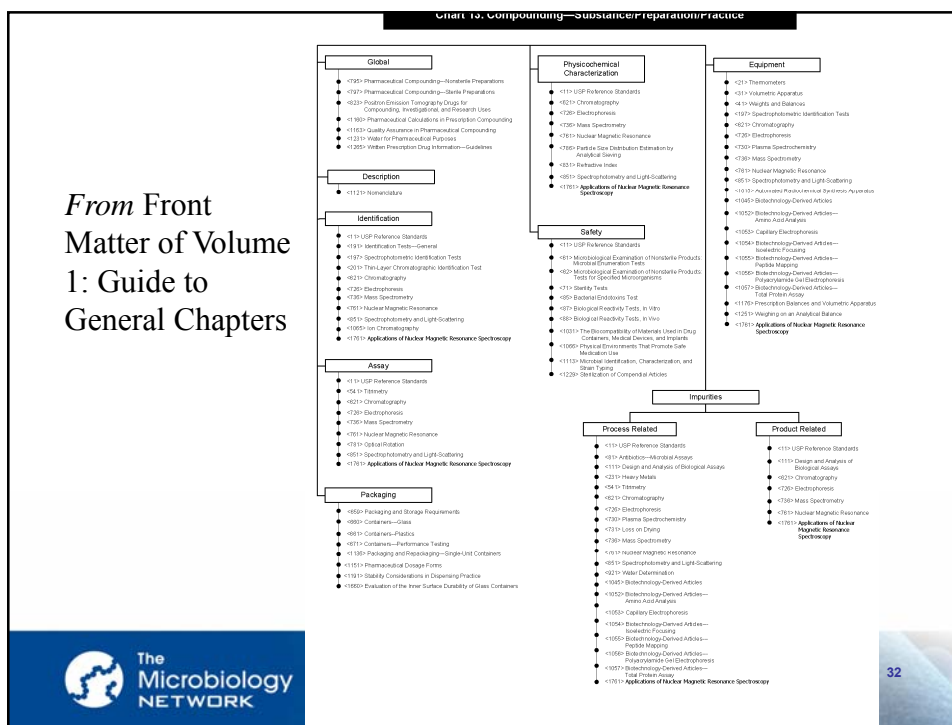 Chart 13. Compounding—Substance/Preparation/Practice
From Front
Matter of Volume
1: Guide to
General Chapters
Global
<795> Pharmaceutical Compounding—Nonsterile Preparations
<797> Pharmaceutical Compounding—Sterile Preparations
<823> Positron Emission Tomography Drugs for
Compounding, Investigational, and Research Uses
<1160> Pharmaceutical Calculations in Prescription Compounding
<1163> Quality Assurance in Pharmaceutical Compounding
<1231> Water for Pharmaceutical Purposes
<1265> Written Prescription Drug Information—Guidelines
Description
<1121> Nomenclature
Identification
<11> USP Reference Standards
<191> Identification Tests—General
<197> Spectrophotometric Identification Tests
<201> Thin-Layer Chromatographic Identification Test
<621> Chromatography
<726> Electrophoresis
<736> Mass Spectrometry
<761> Nuclear Magnetic Resonance
<851> Spectrophotometry and Light-Scattering
<1065> Ion Chromatography
<1761> Applications of Nuclear Magnetic Resonance Spectroscopy
Assay
<11> USP Reference Standards
<541> Titrimetry
<621> Chromatography
<726> Electrophoresis
<736> Mass Spectrometry
<761> Nuclear Magnetic Resonance
<781> Optical Rotation
<851> Spectrophotometry and Light-Scattering
<1761> Applications of Nuclear Magnetic Resonance Spectroscopy
Packaging
<659> Packaging and Storage Requirements
<660> Containers—Glass
<661> Containers—Plastics
<671> Containers—Performance Testing
<1136> Packaging and Repackaging—Single-Unit Containers
<1151> Pharmaceutical Dosage Forms
<1191> Stability Considerations in Dispensing Practice
<1660> Evaluation of the Inner Surface Durability of Glass Containers
Physicochemical
Characterization
<11> USP Reference Standards
<621> Chromatography
<726> Electrophoresis
<736> Mass Spectrometry
<761> Nuclear Magnetic Resonance
<786> Particle Size Distribution Estimation by
Analytical Sieving
<831> Refractive Index
<851> Spectrophotometry and Light-Scattering
<1761> Applications of Nuclear Magnetic Resonance
Spectroscopy
Safety
<11> USP Reference Standards
<61> Microbiological Examination of Nonsterile Products:
Microbial Enumeration Tests
<62> Microbiological Examination of Nonsterile Products:
Tests for Specified Microorganisms
<71> Sterility Tests
<85> Bacterial Endotoxins Test
<87> Biological Reactivity Tests, In Vitro
<88> Biological Reactivity Tests, In Vivo
<1031> The Biocompatibility of Materials Used in Drug
Containers, Medical Devices, and Implants
<1066> Physical Environments That Promote Safe
Medication Use
<1113> Microbial Identification, Characterization, and
Strain Typing
<1229> Sterilization of Compendial Articles
Equipment
<21> Thermometers
<31> Volumetric Apparatus
<41> Weights and Balances
<197> Spectrophotometric Identification Tests
<621> Chromatography
<726> Electrophoresis
<730> Plasma Spectrochemistry
<736> Mass Spectrometry
<761> Nuclear Magnetic Resonance
<851> Spectrophotometry and Light-Scattering
<1015> Automated Radiochemical Synthesis Apparatus
<1045> Biotechnology-Derived Articles
<1052> Biotechnology-Derived Articles—
Amino Acid Analysis
<1053> Capillary Electrophoresis
<1054> Biotechnology-Derived Articles—
Isoelectric Focusing
<1055> Biotechnology-Derived Articles—
Peptide Mapping
<1056> Biotechnology-Derived Articles—
Polyacrylamide Gel Electrophoresis
<1057> Biotechnology-Derived Articles—
Total Protein Assay
<1176> Prescription Balances and Volumetric Apparatus
<1251> Weighing on an Analytical Balance
<1761> Applications of Nuclear Magnetic Resonance
Spectroscopy
Impurities
Process Related
<11> USP Reference Standards
<81> Antibiotics—Microbial Assays
<111> Design and Analysis of Biological Assays
<231> Heavy Metals
<541> Titrimetry
<621> Chromatography
<726> Electrophoresis
<730> Plasma Spectrochemistry
<731> Loss on Drying
<736> Mass Spectrometry
<761> Nuclear Magnetic Resonance
<851> Spectrophotometry and Light-Scattering
<921> Water Determination
<1045> Biotechnology-Derived Articles
<1052> Biotechnology-Derived Articles—
Amino Acid Analysis
<1053> Capillary Electrophoresis
<1054> Biotechnology-Derived Articles—
Isoelectric Focusing
<1055> Biotechnology-Derived Articles—
Peptide Mapping
<1056> Biotechnology-Derived Articles—
Polyacrylamide Gel Electrophoresis
<1057> Biotechnology-Derived Articles—
Total Protein Assay
<1761> Applications of Nuclear Magnetic Resonance Spectroscopy
Product Related
<11> USP Reference Standards
<111> Design and Analysis of
Biological Assays
<621> Chromatography
<726> Electrophoresis
<736> Mass Spectrometry
<761> Nuclear Magnetic Resonance
<1761> Applications of Nuclear
Magnetic Resonance
Spectroscopy
The
Microbiology
NETWORK
32